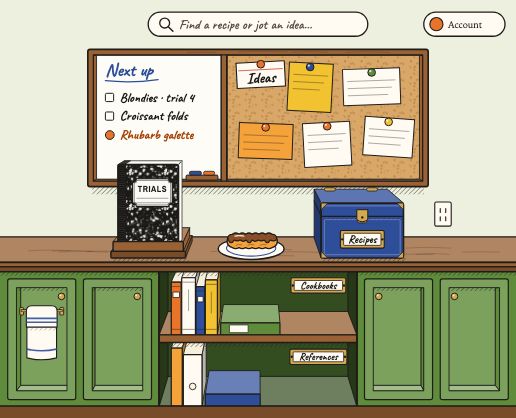 Find a recipe or jot an idea...
Account
Next up
Blondies · trial 4
Croissant folds
Rhubarb galette
Ideas
TRIALS
Recipes
Cookbooks
References